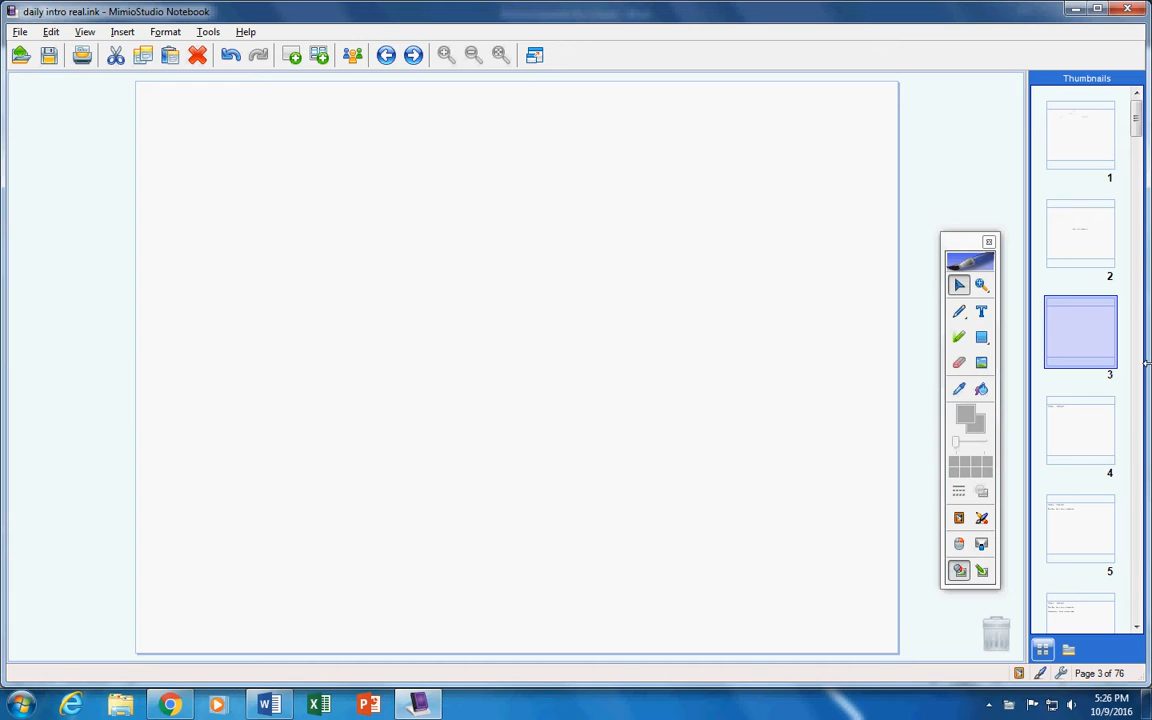 daily intro real.ink - MimioStudio Notebook
File Edit View Insert Format Tools Help
Thumbnails
1
2
3
4
5
T
Page 3 of 76
5:26 PM
10/9/2016